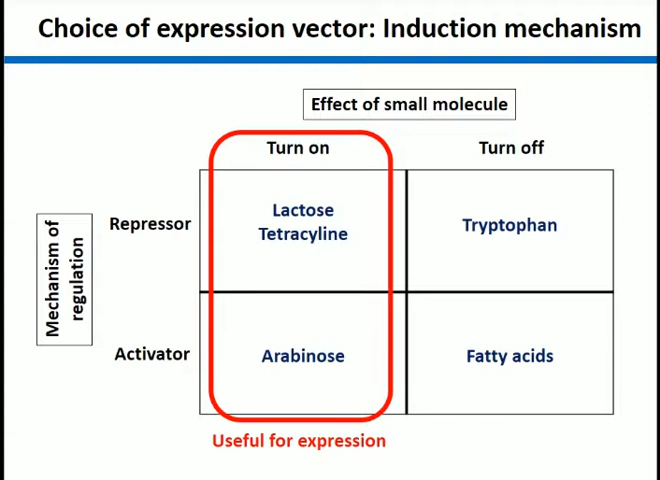 Choice of expression vector: Induction mechanism
Effect of small molecule
Turn on
Turn off
Mechanism of
regulation
Repressor
Lactose
Tetracyline
Tryptophan
Activator
Arabinose
Fatty acids
Useful for expression